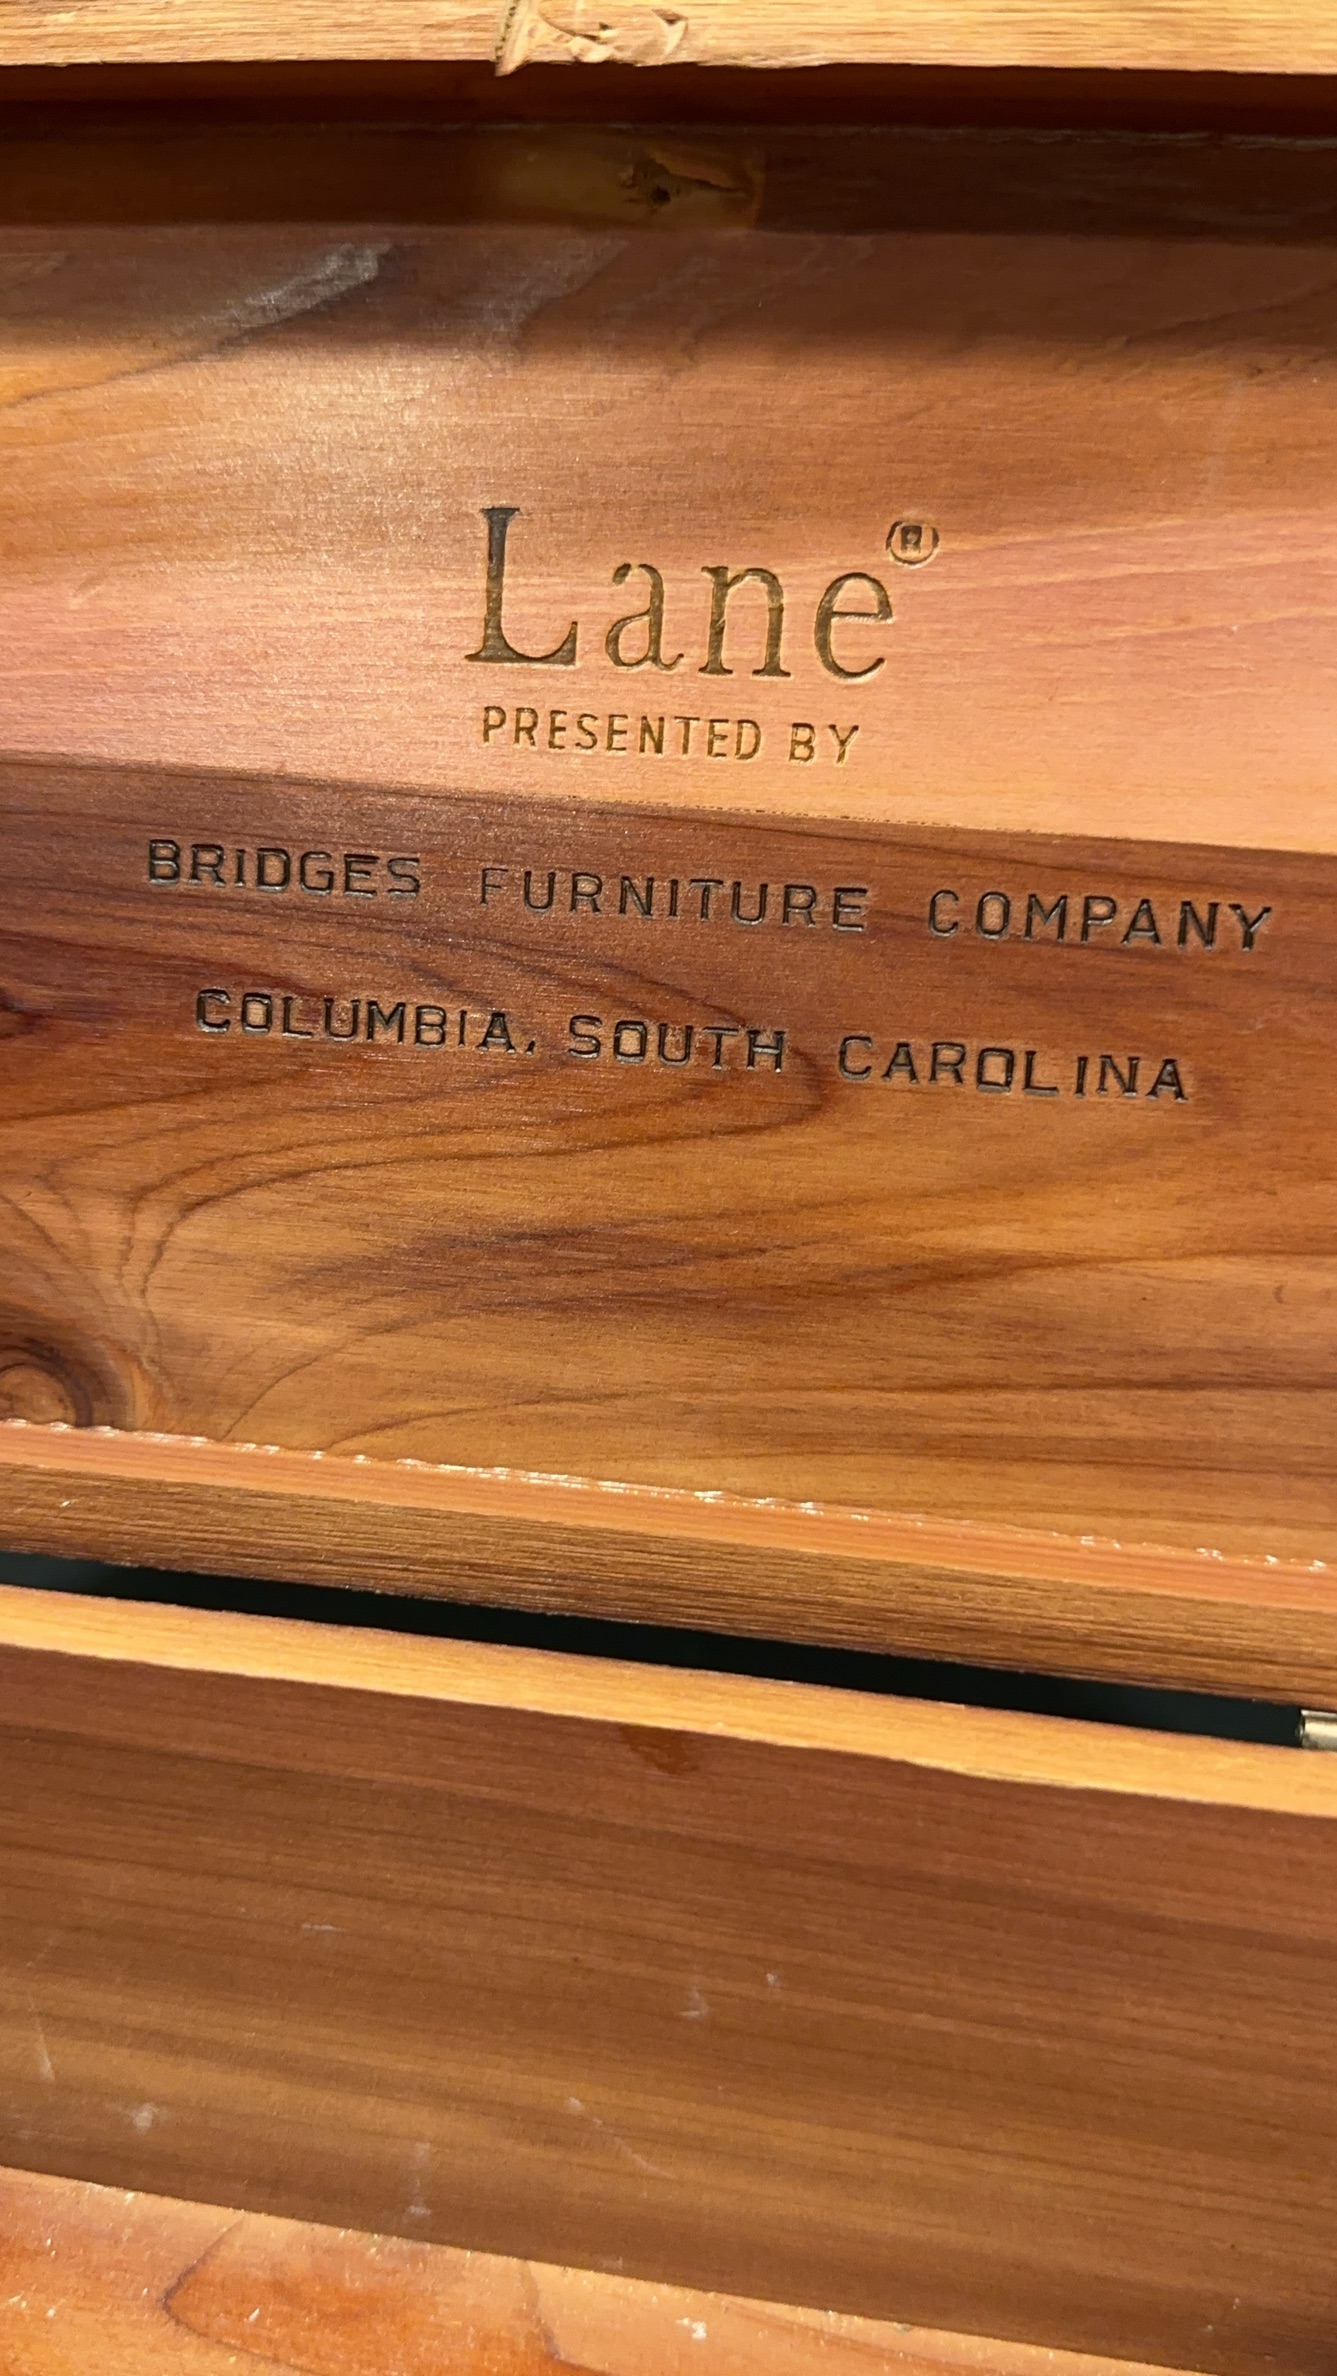 Lane®
PRESENTED BY
BRIDGES FURNITURE COMPANY
COLUMBIA, SOUTH CAROLINA